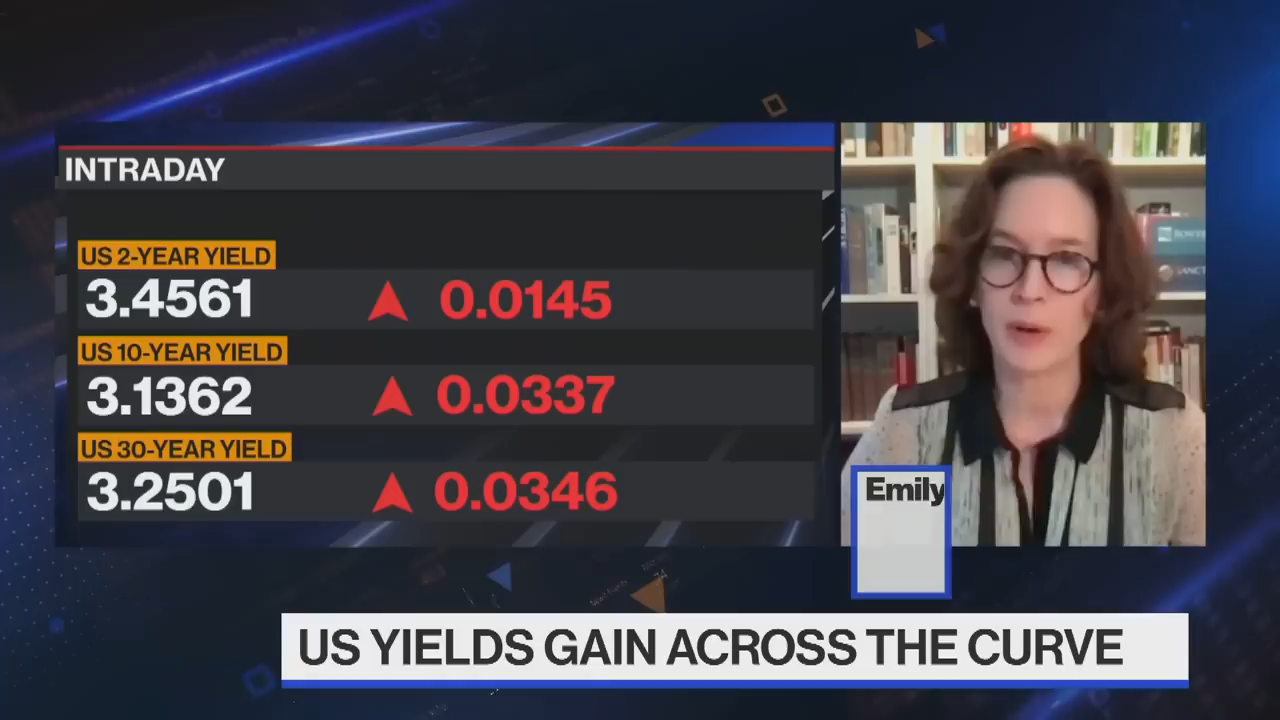 INTRADAY
US 2-YEAR YIELD
3.4561 0.0145
US 10-YEAR YIELD
3.1362 0.0337
US 30-YEAR YIELD
3.2501 0.0346
Emily
US YIELDS GAIN ACROSS THE CURVE